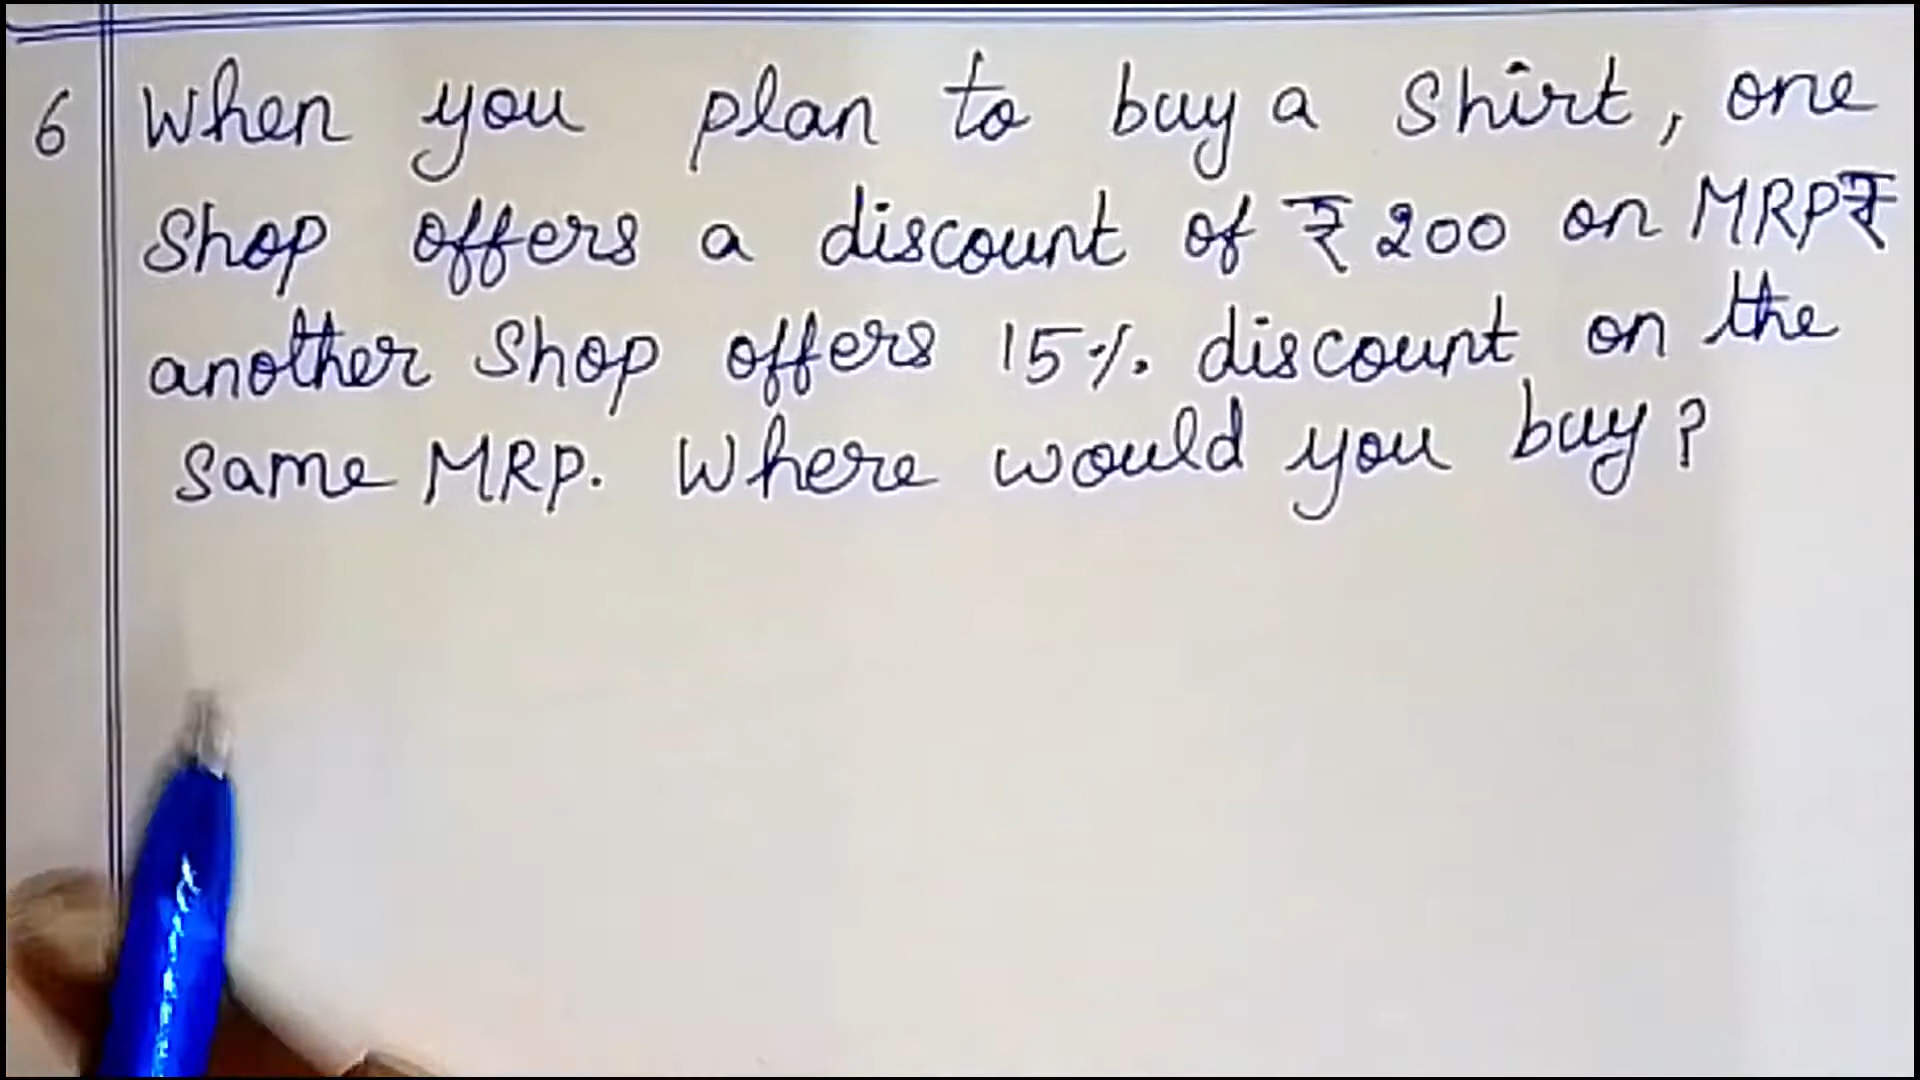 6 When you plan to buy a Shirt, one
Shop offers a discount of ₹ 200 on MRP ₹
another Shop offers 15% discount on the
same MRP. Where would you buy?